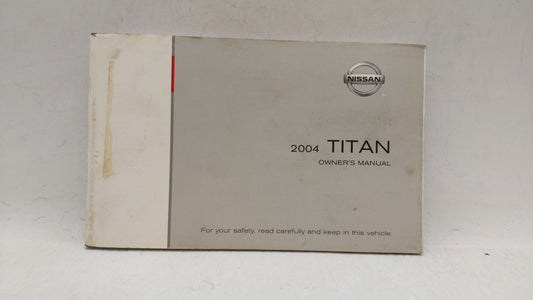 NISSAN
2004 TITAN
OWNER'S MANUAL
For your safety, read carefully and keep in this vehicle.